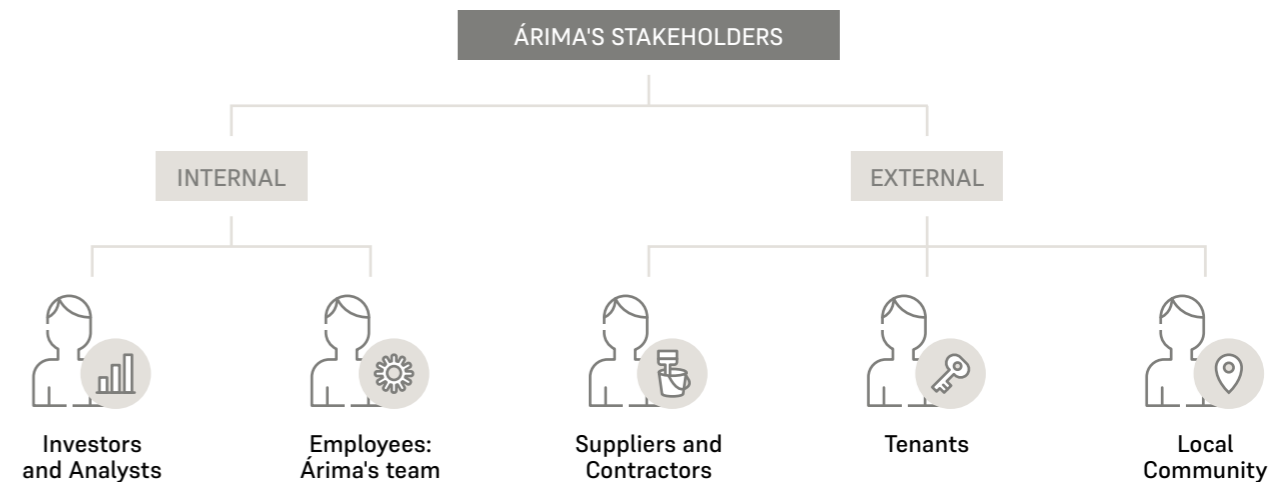 ÁRIMA'S STAKEHOLDERS
INTERNAL
EXTERNAL
Investors
and Analysts
Employees:
Árima's team
Suppliers and
Contractors
Tenants
Local
Community